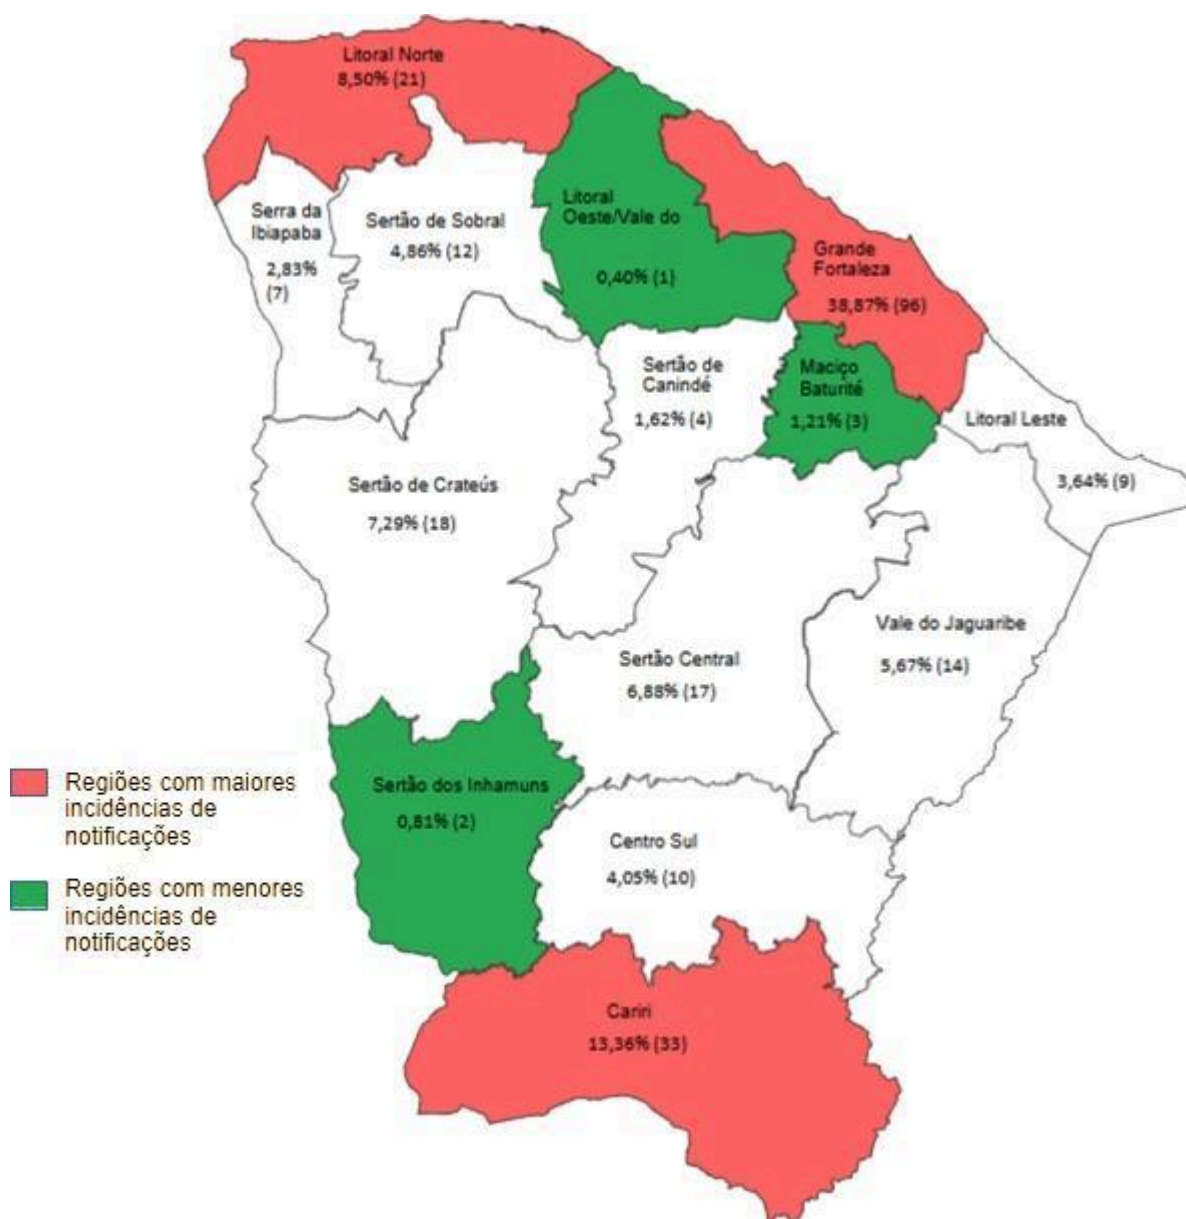 Litoral Norte
8,50% (21)
Serra da
Ibiapaba
2,83%
(7)
Sertão de Sobral
4,86% (12)
Litoral
Oeste/Vale do
0,40% (1)
Grande
Fortaleza
38,87% (96)
Sertão de
Canindé
1,62% (4)
Maciço
Baturité
1,21% (3)
Litoral Leste
3,64% (9)
Sertão de Crateús
7,29% (18)
Vale do Jaguaribe
5,67% (14)
Sertão Central
6,88% (17)
Sertão dos Inhamuns
0,81% (2)
Centro Sul
4,05% (10)
Cariri
13,36% (33)
Regiões com maiores
incidências de
notificações
Regiões com menores
incidências de
notificações